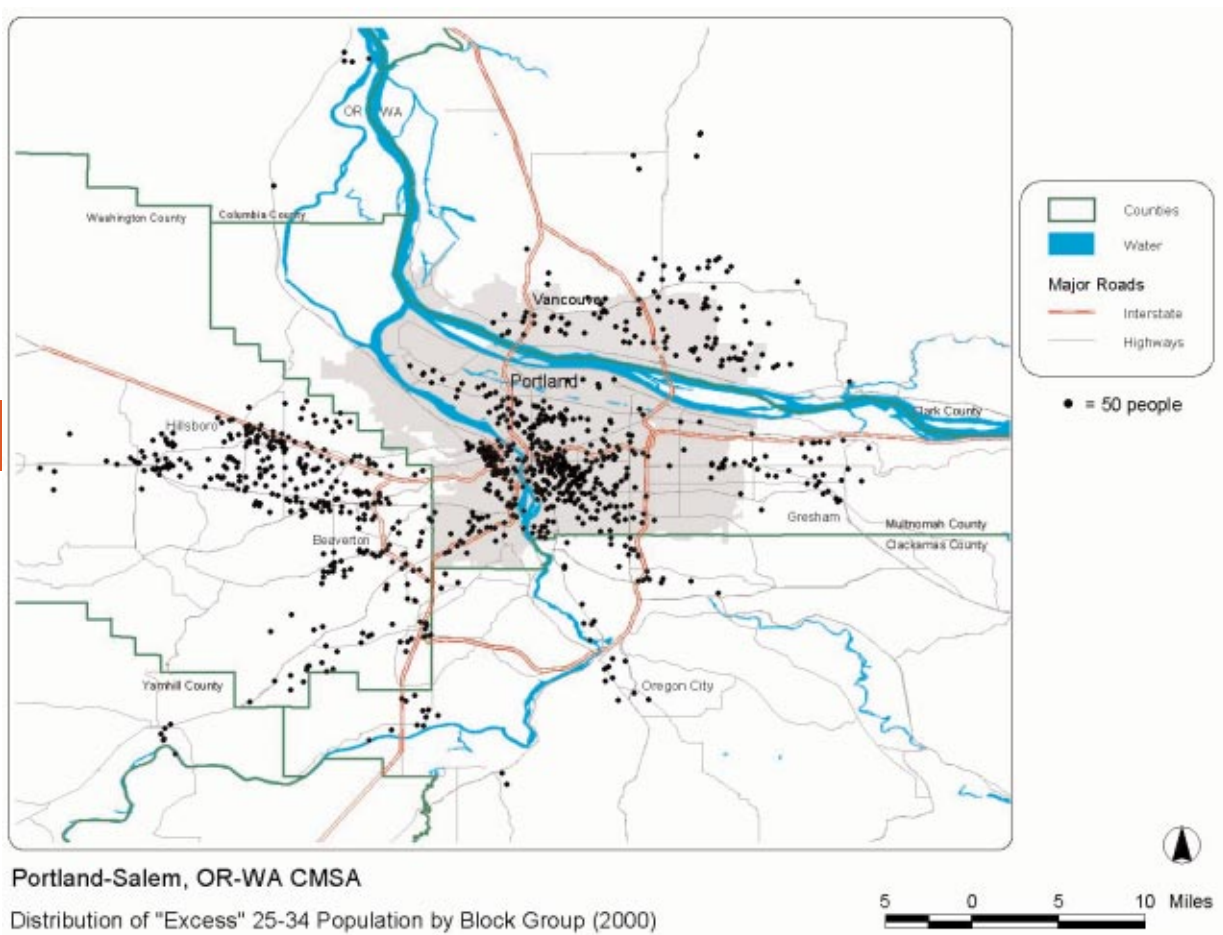 OR WA
Washington County
Columbia County
Vancouver
Portland
Hillsboro
Clark County
Gresham
Multnomah County
Clackamas County
Beaverton
Yamhill County
Oregon City
Counties
Water
Major Roads
Interstate
Highways
= 50 people
Portland-Salem, OR-WA CMSA
Distribution of "Excess" 25-34 Population by Block Group (2000)
5 0 5 10 Miles